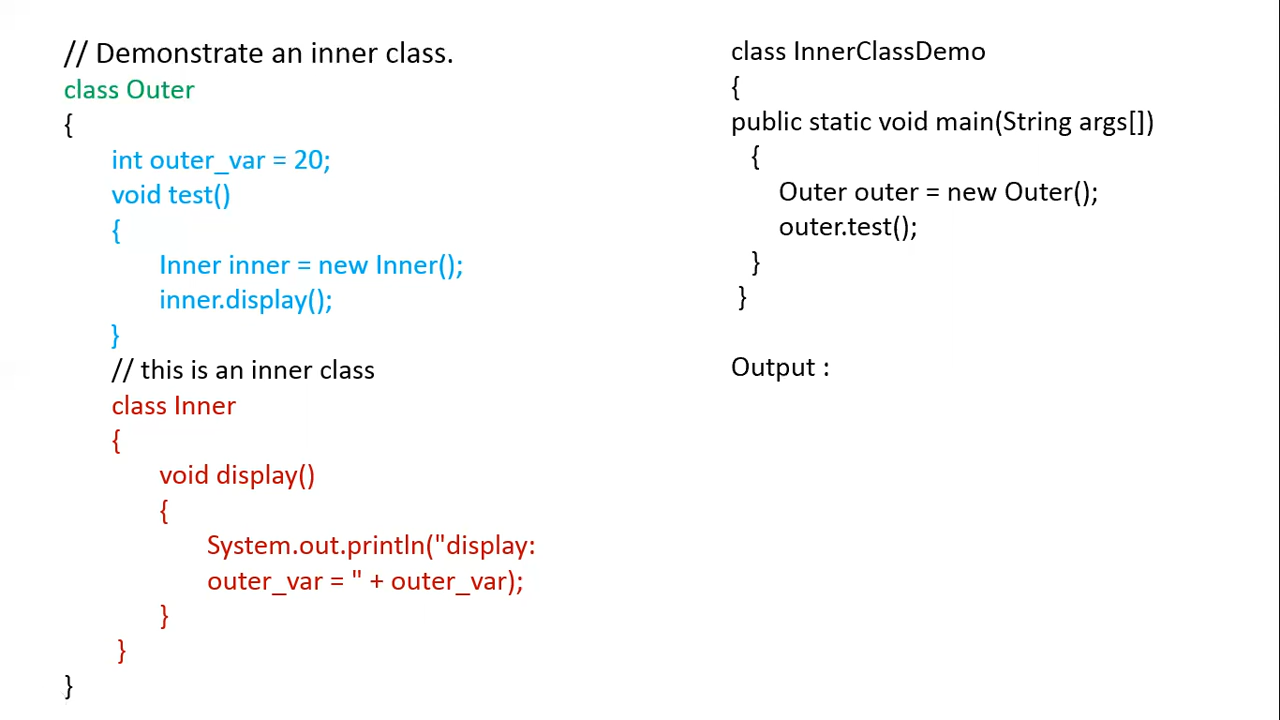 // Demonstrate an inner class.
class Outer
{
int outer_var = 20;
void test()
{
Inner inner = new Inner();
inner.display();
}
// this is an inner class
class Inner
{
void display()
{
System.out.println("display:
outer_var = " + outer_var);
}
}
}
class InnerClassDemo
{
public static void main(String args[])
{
Outer outer = new Outer();
outer.test();
}
}
Output :